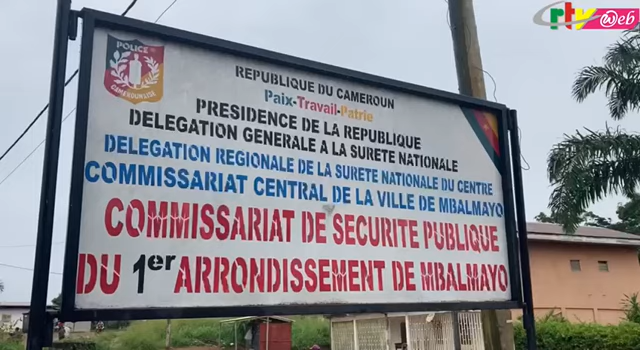 crtv web
POLICE
CAMEROUNAISE
REPUBLIQUE DU CAMEROUN
Paix-Travail-Patrie
PRESIDENCE DE LA REPUBLIQUE
DELEGATION GENERALE A LA SURETE NATIONALE
DELEGATION REGIONALE DE LA SURETE NATIONALE DU CENTRE
COMMISSARIAT CENTRAL DE LA VILLE DE MBALMAYO
COMMISSARIAT DE SECURITE PUBLIQUE
DU 1er ARRONDISSEMENT DE MBALMAYO